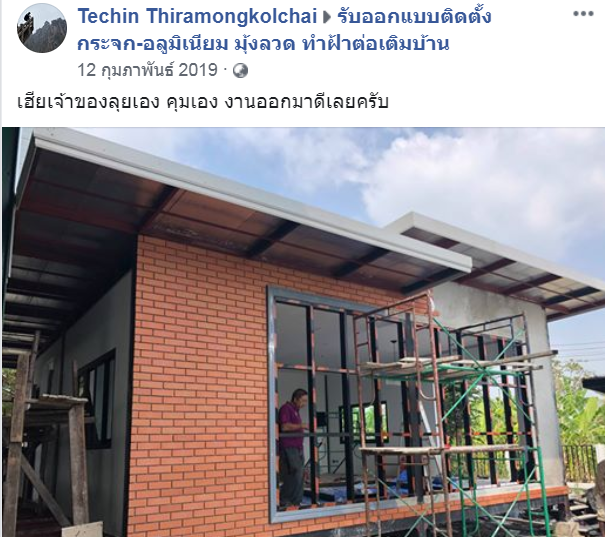 Techin Thiramongkolchai ▸ รับออกแบบติดตั้ง
กระจก-อลูมิเนียม มุ้งลวด ทำฝ้าต่อเติมบ้าน
12 กุมภาพันธ์ 2019 ·
เฮียเจ้าของลุยเอง คุมเอง งานออกมาดีเลยครับ